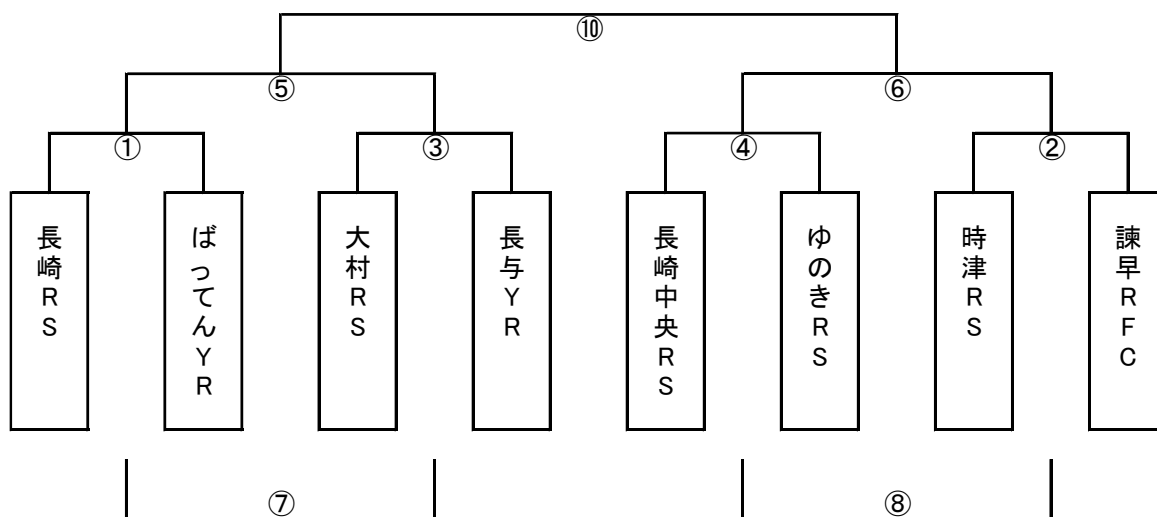 ⑩
⑤
⑥
①
③
④
②
長崎RS
ばってんYR
大村RS
長与YR
長崎中央RS
ゆのきRS
時津RS
諫早RFC
⑦
⑧